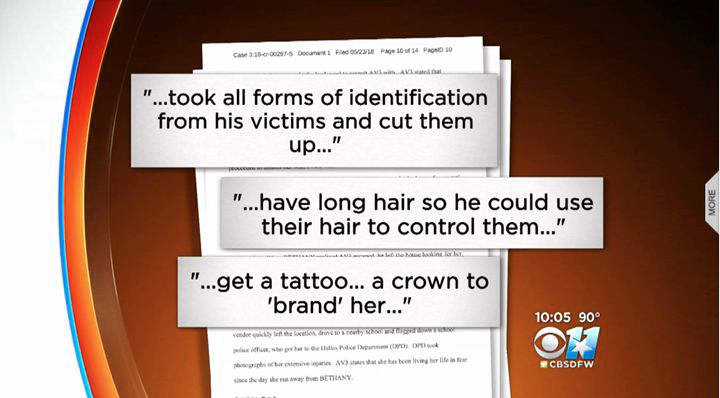 Case 3:18-cr-00297-S Document 1 Filed 05/23/18 Page 10 of 14 PageID 10
"...took all forms of identification
from his victims and cut them
up..."
"...have long hair so he could use
their hair to control them..."
"...get a tattoo... a crown to
'brand' her..."
vendor quickly left the location, drove to a nearby school and flagged down a school
police officer, who got her to the Dallas Police Department (DPD). DPD took
photographs of her extensive injuries. AV3 states that she has been living her life in fear
since the day she ran away from BETHANY.
MORE
10:05 90°
11
CBSDFW